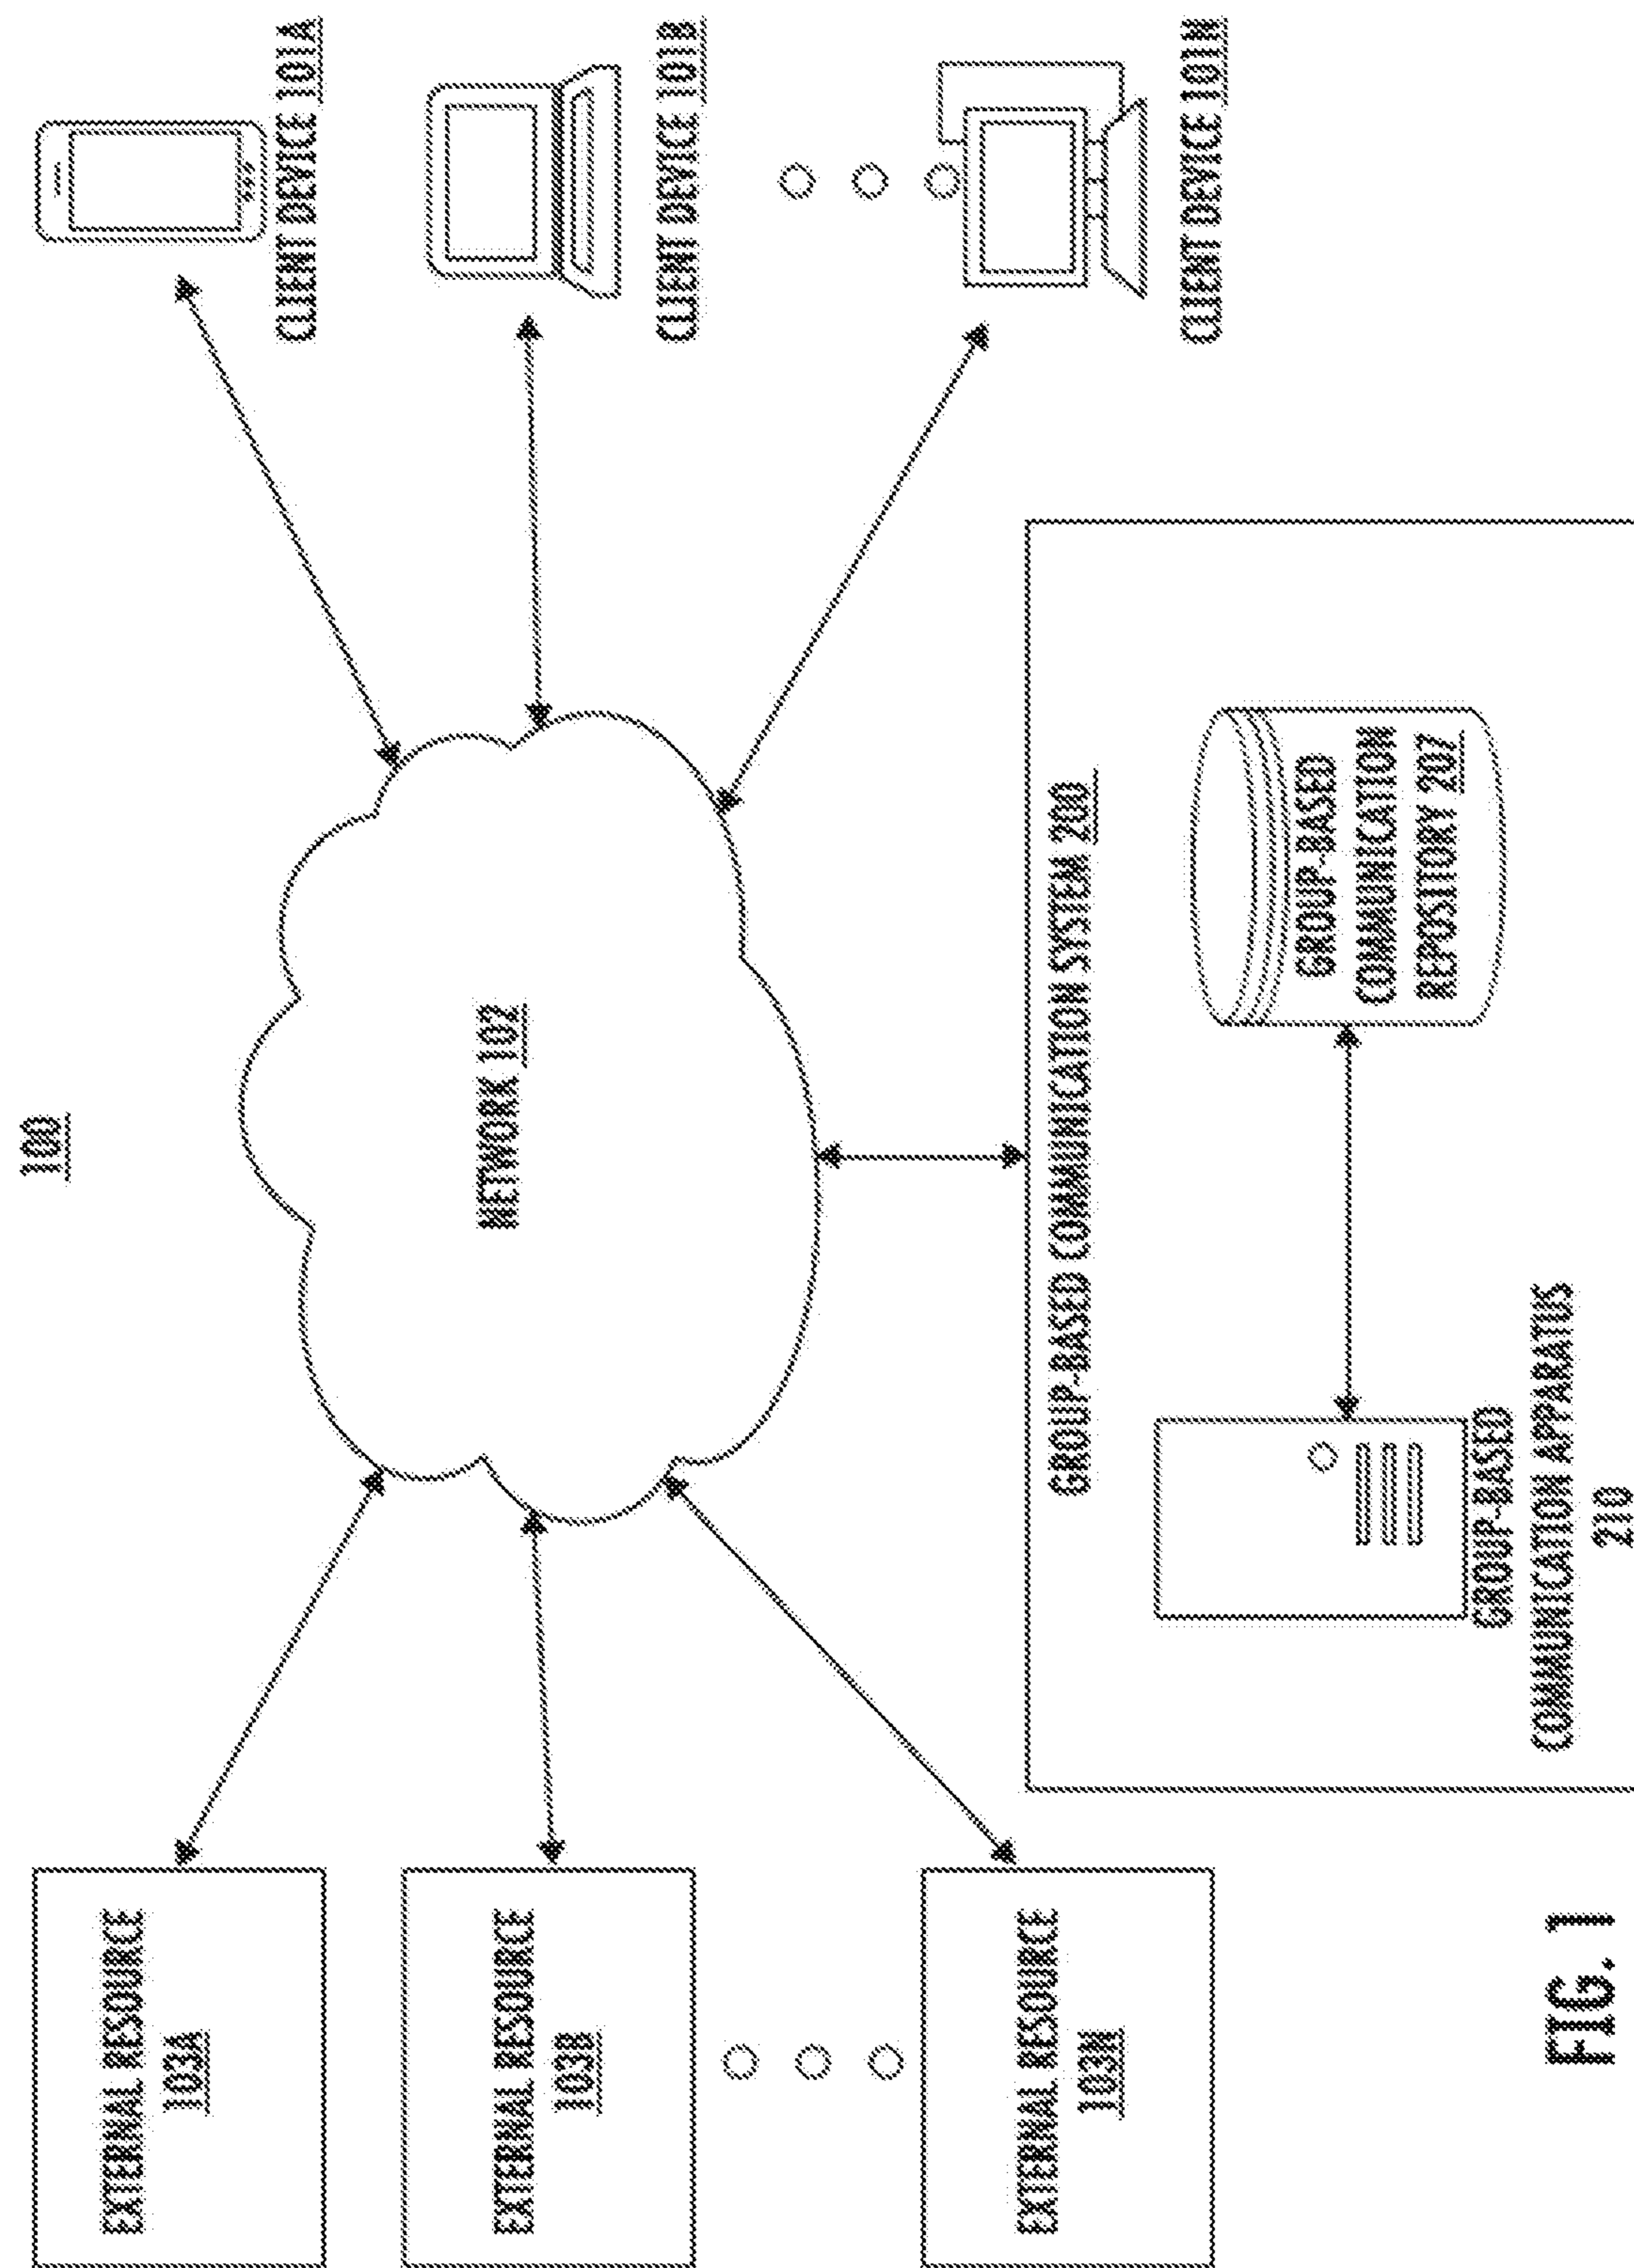 100
EXTERNAL RESOURCE
103A
EXTERNAL RESOURCE
103B
EXTERNAL RESOURCE
103N
NETWORK 102
CLIENT DEVICE 101A
CLIENT DEVICE 101B
CLIENT DEVICE 101N
GROUP-BASED COMMUNICATION SYSTEM 200
GROUP-BASED
COMMUNICATION APPARATUS
210
GROUP-BASED
COMMUNICATION
REPOSITORY 207
FIG. 1